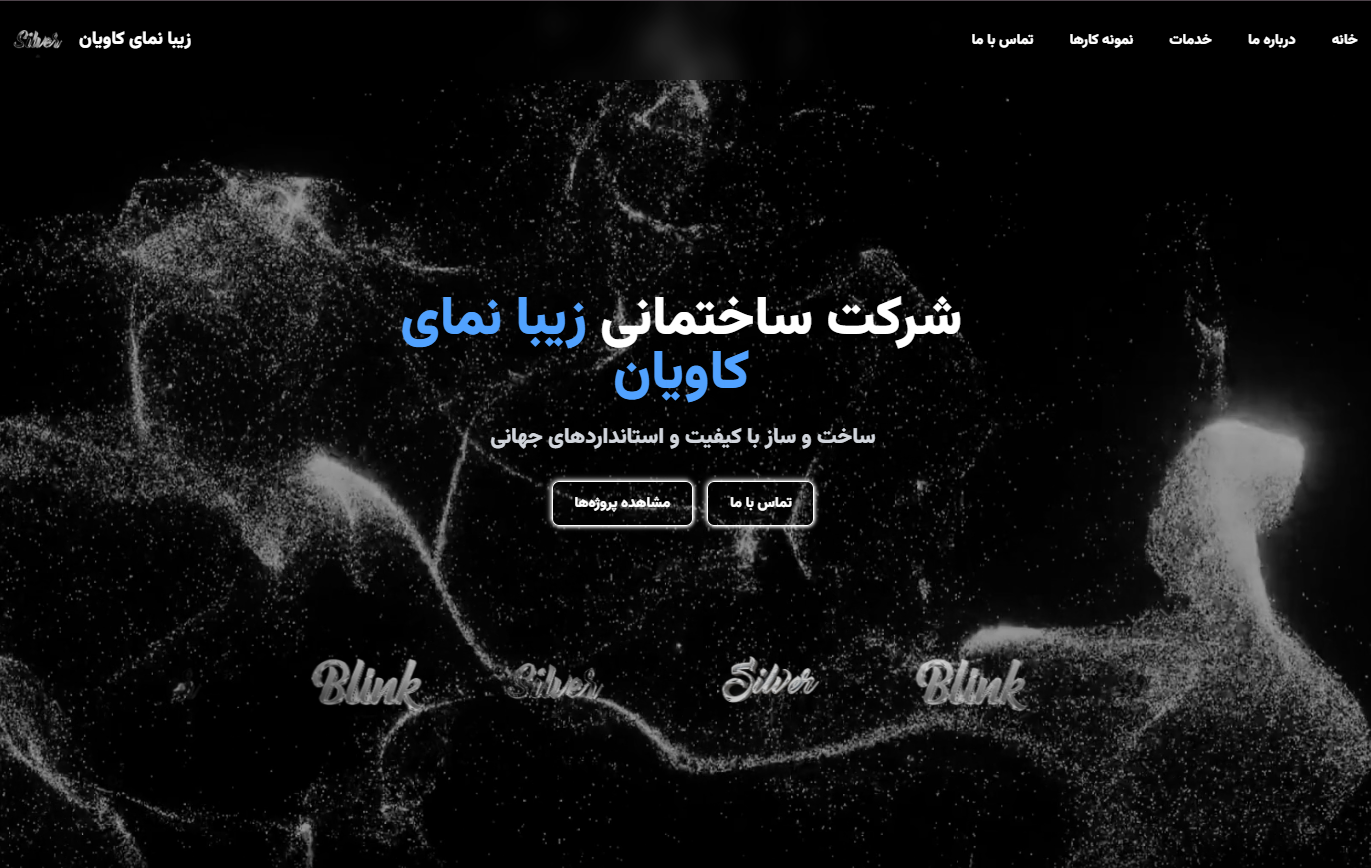 خانه
درباره ما
خدمات
نمونه کارها
تماس با ما
زیبا نمای کاویان
Silver
شرکت ساختمانی زیبا نمای
کاویان
ساخت و ساز با کیفیت و استانداردهای جهانی
تماس با ما
مشاهده پروژه‌ها
Blink
Silver
Silver
Blink